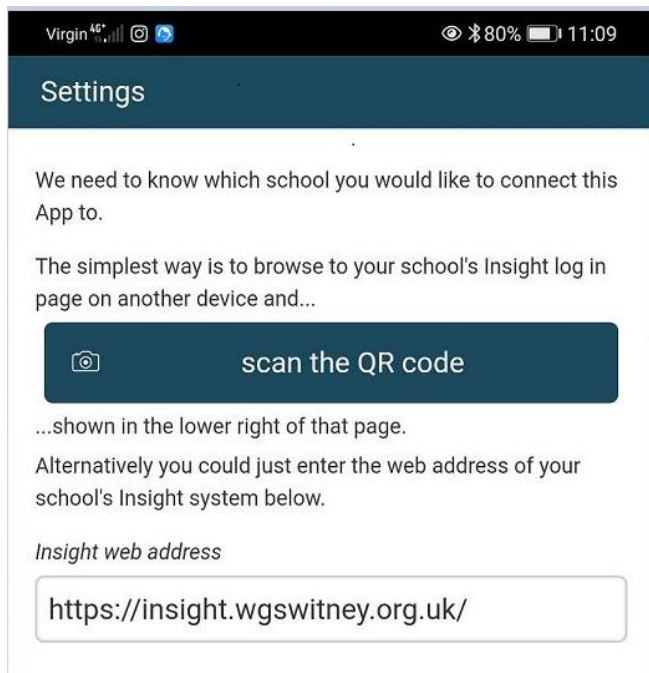 Virgin 4G+ 80% 11:09
Settings
We need to know which school you would like to connect this
App to.
The simplest way is to browse to your school's Insight log in
page on another device and...
scan the QR code
...shown in the lower right of that page.
Alternatively you could just enter the web address of your
school's Insight system below.
Insight web address
https://insight.wgswitney.org.uk/